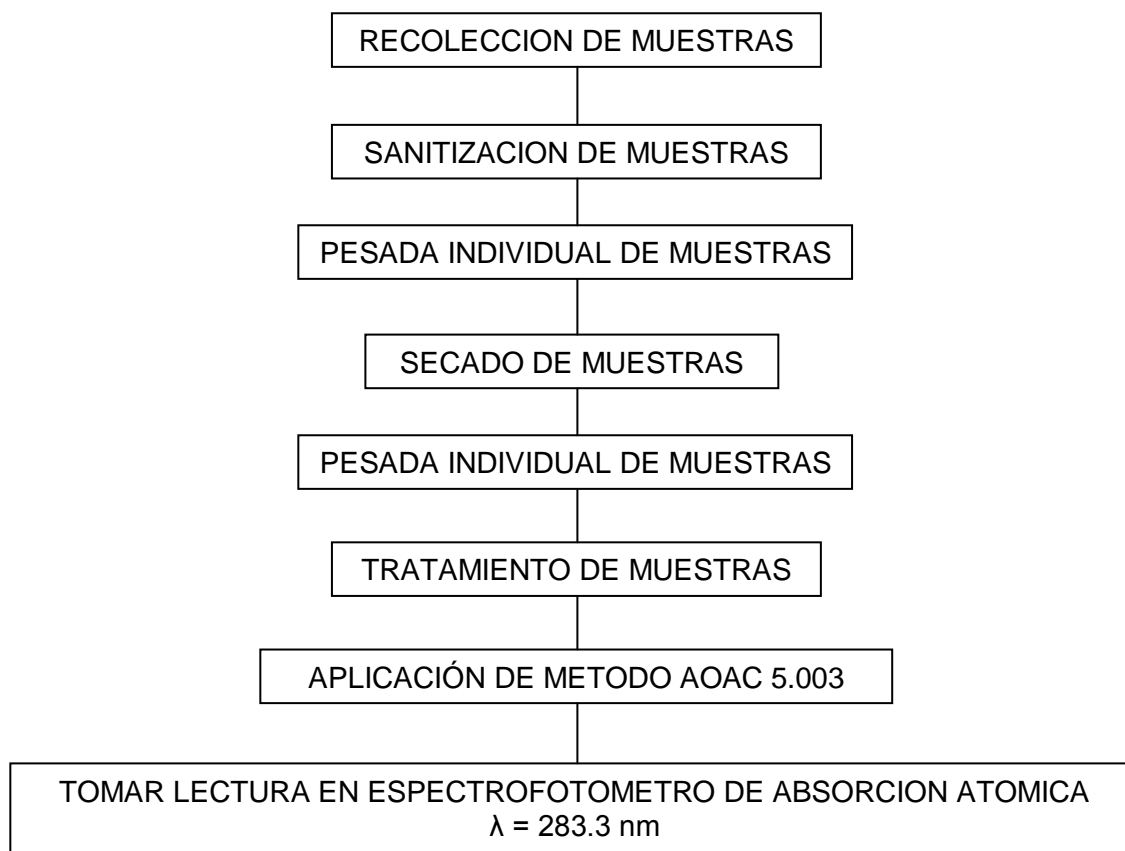 RECOLECCION DE MUESTRAS
SANITIZACION DE MUESTRAS
PESADA INDIVIDUAL DE MUESTRAS
SECADO DE MUESTRAS
PESADA INDIVIDUAL DE MUESTRAS
TRATAMIENTO DE MUESTRAS
APLICACIÓN DE METODO AOAC 5.003
TOMAR LECTURA EN ESPECTROFOTOMETRO DE ABSORCION ATOMICA
λ = 283.3 nm